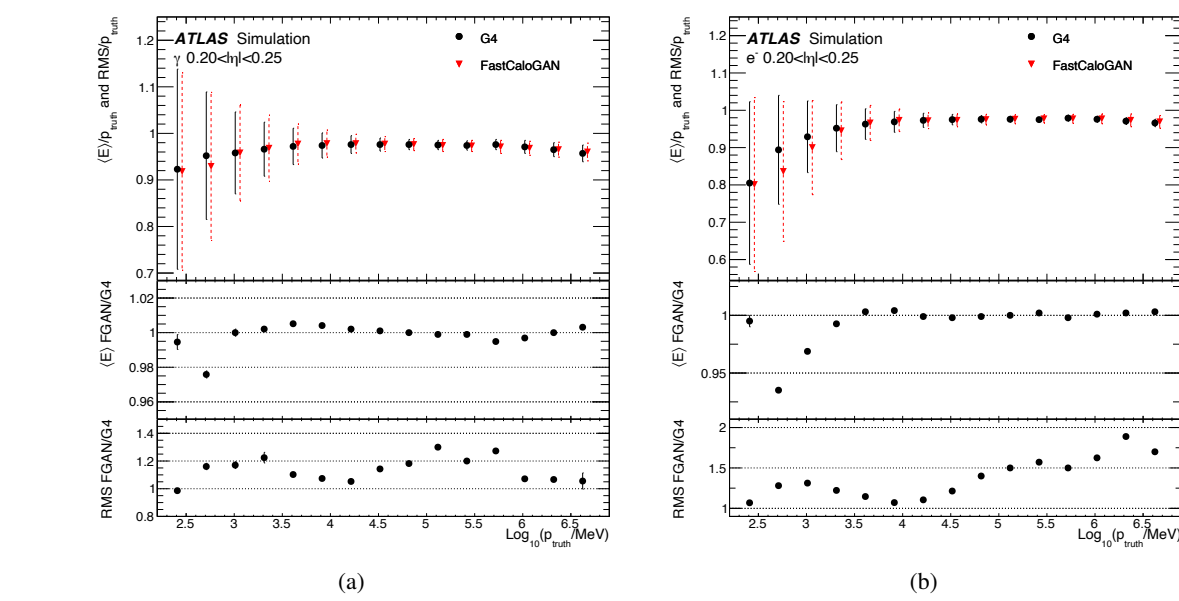 ATLAS Simulation
γ 0.20<|η|<0.25
G4
FastCaloGAN
⟨E⟩/p_truth and RMS/p_truth
1.2
1.1
1
0.9
0.8
0.7
⟨E⟩ FGAN/G4
1.02
1
0.98
0.96
RMS FGAN/G4
1.4
1.2
1
0.8
2.5 3 3.5 4 4.5 5 5.5 6 6.5
Log10(p_truth/MeV)
(a)
ATLAS Simulation
e- 0.20<|η|<0.25
G4
FastCaloGAN
⟨E⟩/p_truth and RMS/p_truth
1.2
1.1
1
0.9
0.8
0.7
0.6
⟨E⟩ FGAN/G4
1
0.95
RMS FGAN/G4
2
1.5
1
2.5 3 3.5 4 4.5 5 5.5 6 6.5
Log10(p_truth/MeV)
(b)